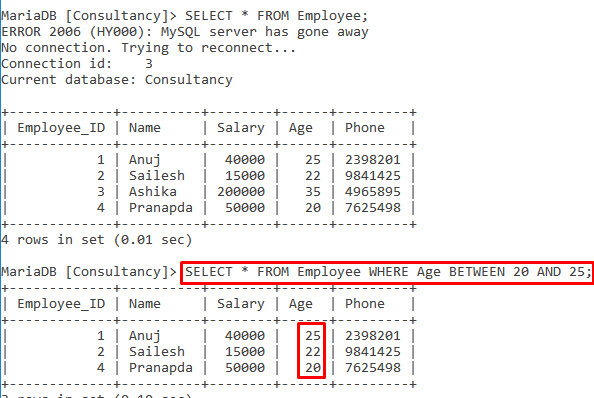 MariaDB [Consultancy]> SELECT * FROM Employee;
ERROR 2006 (HY000): MySQL server has gone away
No connection. Trying to reconnect...
Connection id:    3
Current database: Consultancy
+-------------+----------+--------+------+---------+
| Employee_ID | Name     | Salary | Age  | Phone   |
+-------------+----------+--------+------+---------+
|           1 | Anuj     |  40000 |   25 | 2398201 |
|           2 | Sailesh  |  15000 |   22 | 9841425 |
|           3 | Ashika   | 200000 |   35 | 4965895 |
|           4 | Pranapda |  50000 |   20 | 7625498 |
+-------------+----------+--------+------+---------+
4 rows in set (0.01 sec)
MariaDB [Consultancy]> SELECT * FROM Employee WHERE Age BETWEEN 20 AND 25;
+-------------+----------+--------+------+---------+
| Employee_ID | Name     | Salary | Age  | Phone   |
+-------------+----------+--------+------+---------+
|           1 | Anuj     |  40000 |   25 | 2398201 |
|           2 | Sailesh  |  15000 |   22 | 9841425 |
|           4 | Pranapda |  50000 |   20 | 7625498 |
+-------------+----------+--------+------+---------+
rows in set